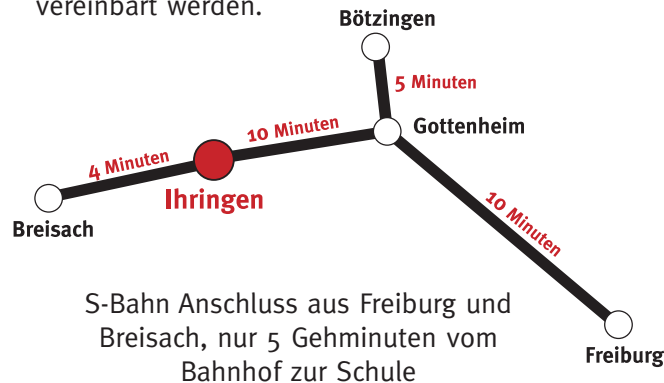 vereinbart werden.
Bötzingen
5 Minuten
10 Minuten
Gottenheim
4 Minuten
Ihringen
Breisach
10 Minuten
S-Bahn Anschluss aus Freiburg und
Breisach, nur 5 Gehminuten vom
Bahnhof zur Schule
Freiburg